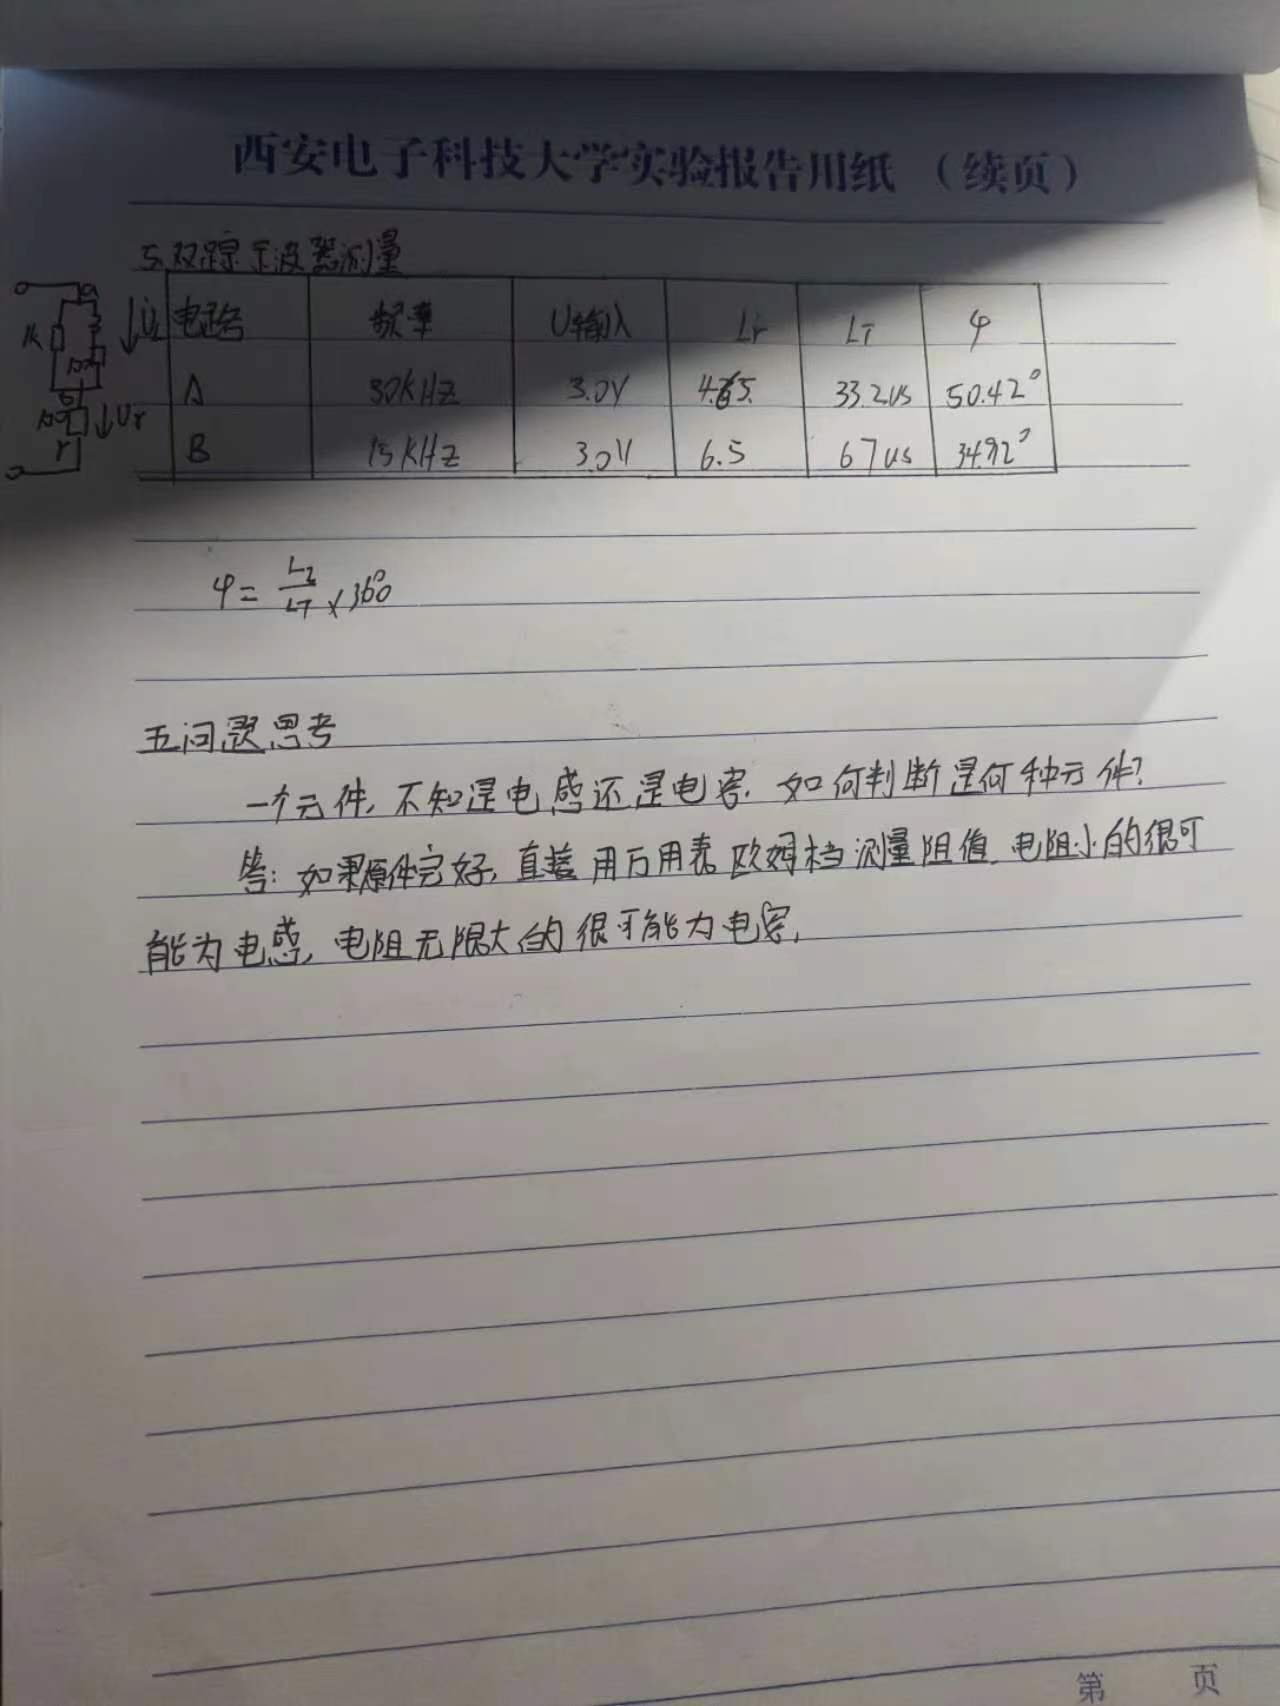 西安电子科技大学实验报告用纸 （续页）
5.双踪示波器测量
电路 频率 U输入 Lr LT φ
A 30kHz 3.0V 4.65 33.2us 50.42°
B 15kHz 3.0V 6.5 67us 34.92°
1k
U̇L
b
Ur
r
φ= L2/LT ×360°
五问题思考
一个元件,不知是电感还是电容.如何判断是何种元件?
答:如果原件完好,直接用万用表欧姆档测量阻值.电阻小的很可
能为电感,电阻无限大的很可能为电容,
第 页